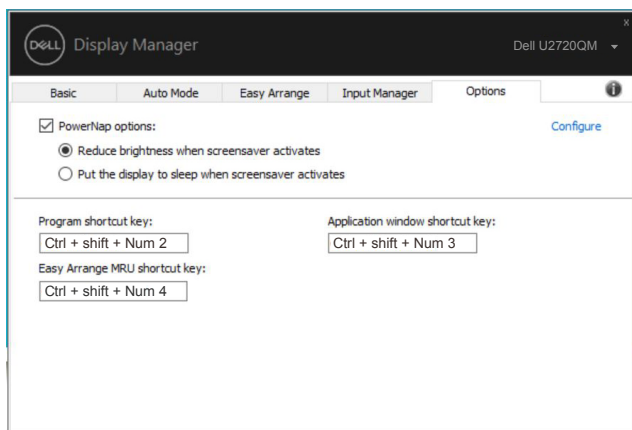 x
DELL Display Manager Dell U2720QM
Basic Auto Mode Easy Arrange Input Manager Options i
PowerNap options: Configure
Reduce brightness when screensaver activates
Put the display to sleep when screensaver activates
Program shortcut key: Application window shortcut key:
Ctrl + shift + Num 2 Ctrl + shift + Num 3
Easy Arrange MRU shortcut key:
Ctrl + shift + Num 4